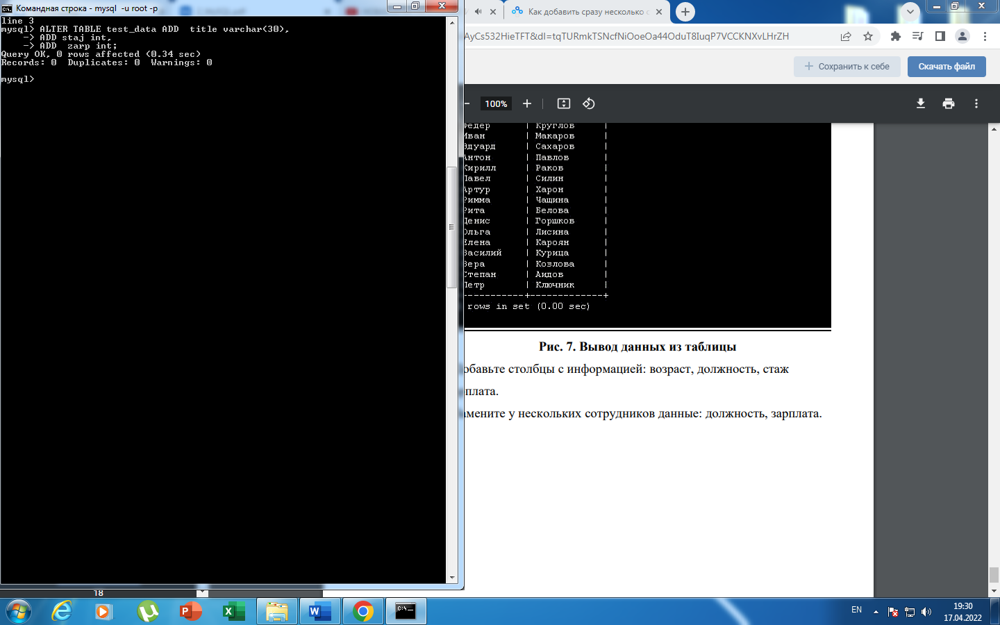 Командная строка - mysql -u root -p
line 3
mysql> ALTER TABLE test_data ADD  title varchar(30),
    -> ADD staj int,
    -> ADD  zarp int;
Query OK, 0 rows affected (0.34 sec)
Records: 0  Duplicates: 0  Warnings: 0
mysql>
Как добавить сразу несколько с
AyCs532HieTFT&dl=tqTURmkTSNcfNiOoeOa44OduT8IuqP7VCCKNXvLHrZH
Сохранить к себе
Скачать файл
100%
Федер | Круглов |
Иван | Макаров |
Эдуард | Сахаров |
Антон | Павлов |
Кирилл | Раков |
Павел | Силин |
Артур | Харон |
Римма | Чащина |
Рита | Белова |
Денис | Горшков |
Ольга | Лисина |
Елена | Кароян |
Василий | Курица |
Вера | Козлова |
Степан | Аидов |
Петр | Ключник |
-----------+-------------+
rows in set (0.00 sec)
Рис. 7. Вывод данных из таблицы
обавьте столбцы с информацией: возраст, должность, стаж
плата.
амените у нескольких сотрудников данные: должность, зарплата.
18
EN
19:30
17.04.2022